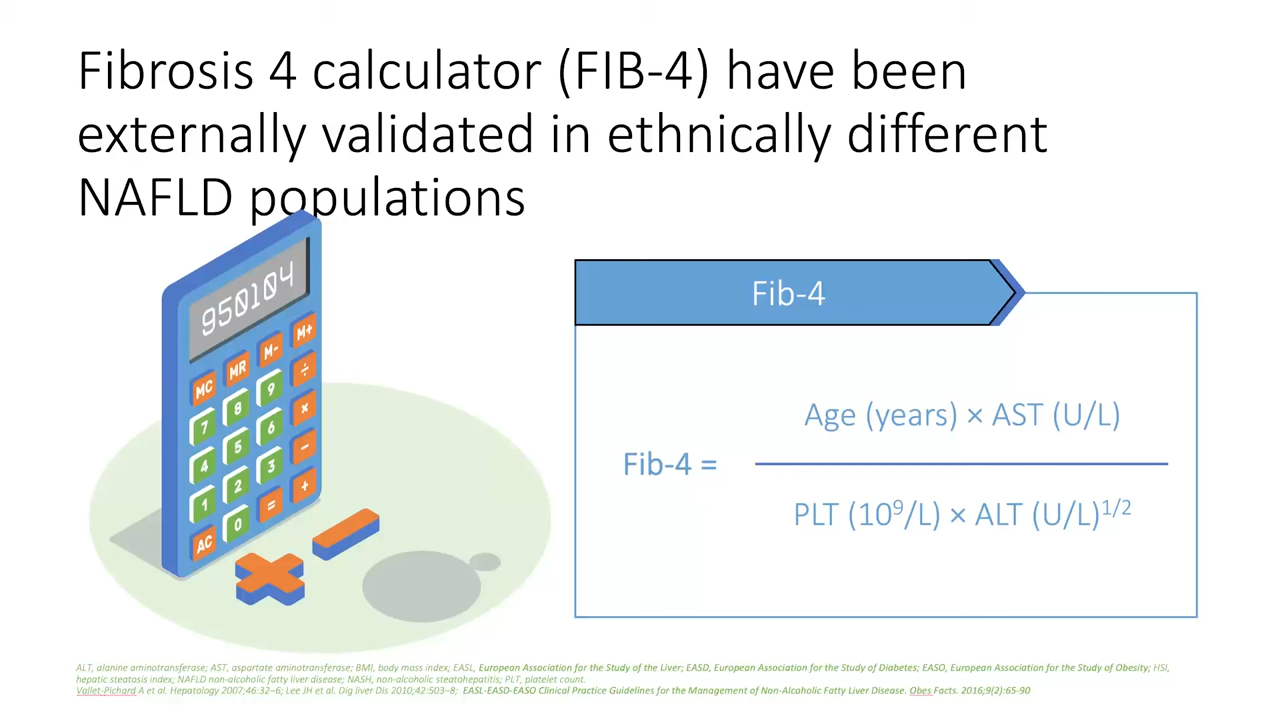 Fibrosis 4 calculator (FIB-4) have been
externally validated in ethnically different
NAFLD populations
950104
MC MR M- M+
7 8 9 ÷
4 5 6 ×
1 2 3 −
AC 0 = +
Fib-4
Fib-4 =
Age (years) × AST (U/L)
PLT (10⁹/L) × ALT (U/L)¹ᐟ²
ALT, alanine aminotransferase; AST, aspartate aminotransferase; BMI, body mass index; EASL, European Association for the Study of the Liver; EASD, European Association for the Study of Diabetes; EASO, European Association for the Study of Obesity; HSI,
hepatic steatosis index; NAFLD non-alcoholic fatty liver disease; NASH, non-alcoholic steatohepatitis; PLT, platelet count.
Vallet-Pichard A et al. Hepatology 2007;46:32–6; Lee JH et al. Dig liver Dis 2010;42:503–8; EASL-EASD-EASO Clinical Practice Guidelines for the Management of Non-Alcoholic Fatty Liver Disease. Obes Facts. 2016;9(2):65-90